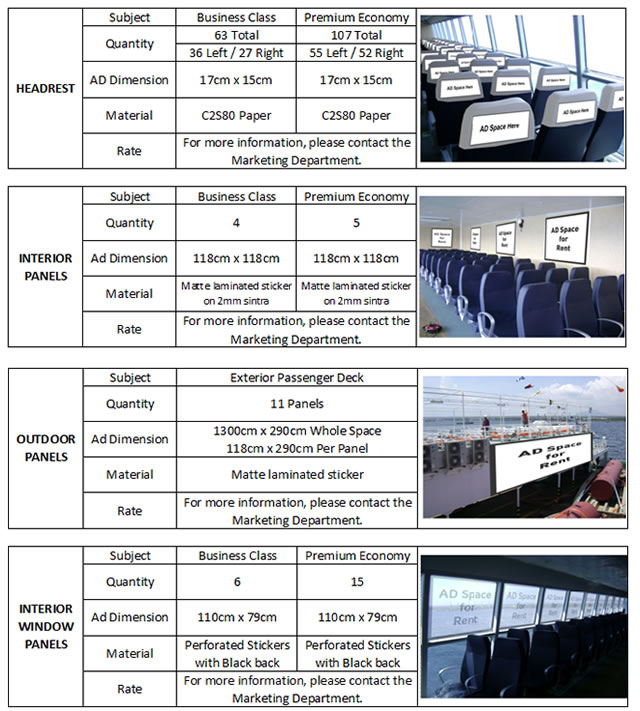 HEADREST
Subject Business Class Premium Economy
Quantity 63 Total 107 Total
36 Left / 27 Right 55 Left / 52 Right
AD Dimension 17cm x 15cm 17cm x 15cm
Material C2S80 Paper C2S80 Paper
Rate For more information, please contact the
Marketing Department.
AD Space Here
AD Space Here
AD Space Here
INTERIOR
PANELS
Subject Business Class Premium Economy
Quantity 4 5
Ad Dimension 118cm x 118cm 118cm x 118cm
Material Matte laminated sticker Matte laminated sticker
on 2mm sintra on 2mm sintra
Rate For more information, please contact the
Marketing Department.
AD Space
for
Rent
AD Space
for
Rent
OUTDOOR
PANELS
Subject Exterior Passenger Deck
Quantity 11 Panels
Ad Dimension 1300cm x 290cm Whole Space
118cm x 290cm Per Panel
Material Matte laminated sticker
Rate For more information, please contact the
Marketing Department.
AD Space
for
Rent
INTERIOR
WINDOW
PANELS
Subject Business Class Premium Economy
Quantity 6 15
Ad Dimension 110cm x 79cm 110cm x 79cm
Material Perforated Stickers Perforated Stickers
with Black back with Black back
Rate For more information, please contact the
Marketing Department.
AD Space
for
Rent
AD Space
for
Rent